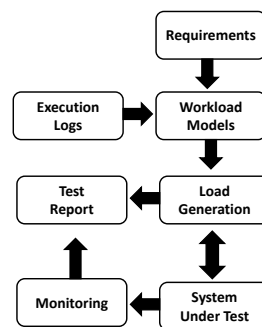 Requirements
Execution
Logs
Workload
Models
Test
Report
Load
Generation
Monitoring
System
Under Test